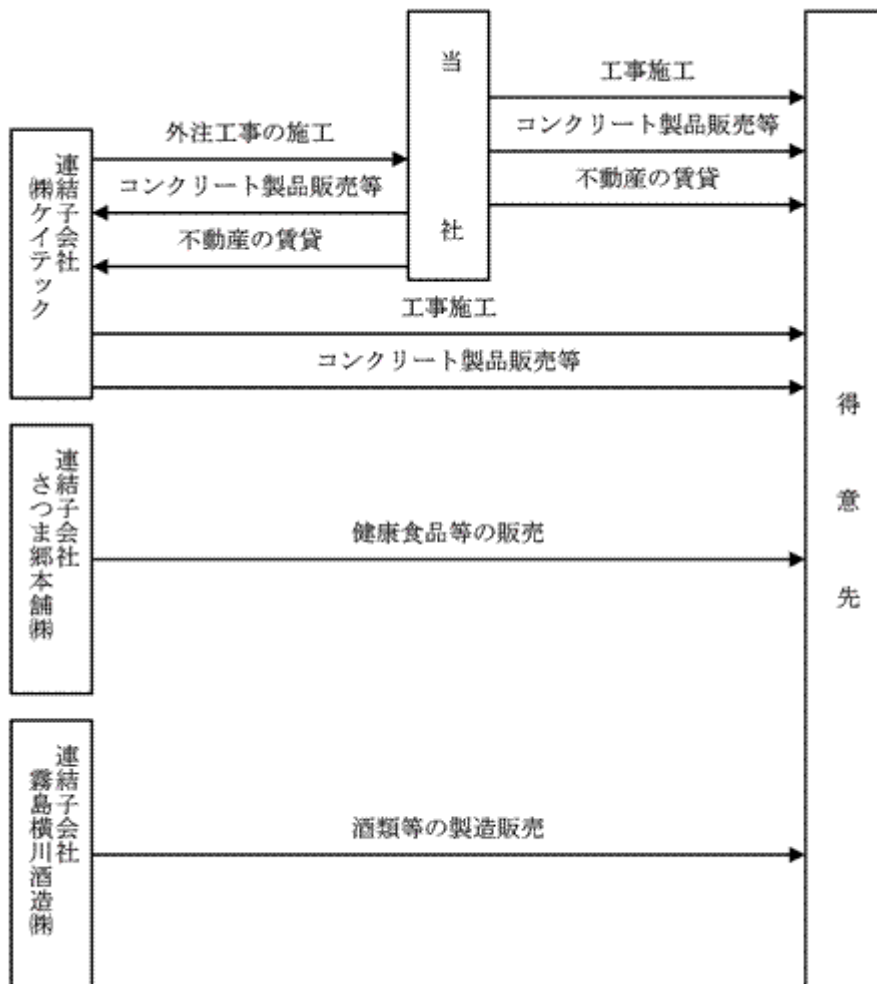 当社
工事施工
コンクリート製品販売等
不動産の賃貸
外注工事の施工
コンクリート製品販売等
不動産の賃貸
連結子会社
㈱ケイテック
工事施工
コンクリート製品販売等
得意先
連結子会社
さつま郷本舗㈱
健康食品等の販売
連結子会社
霧島横川酒造㈱
酒類等の製造販売